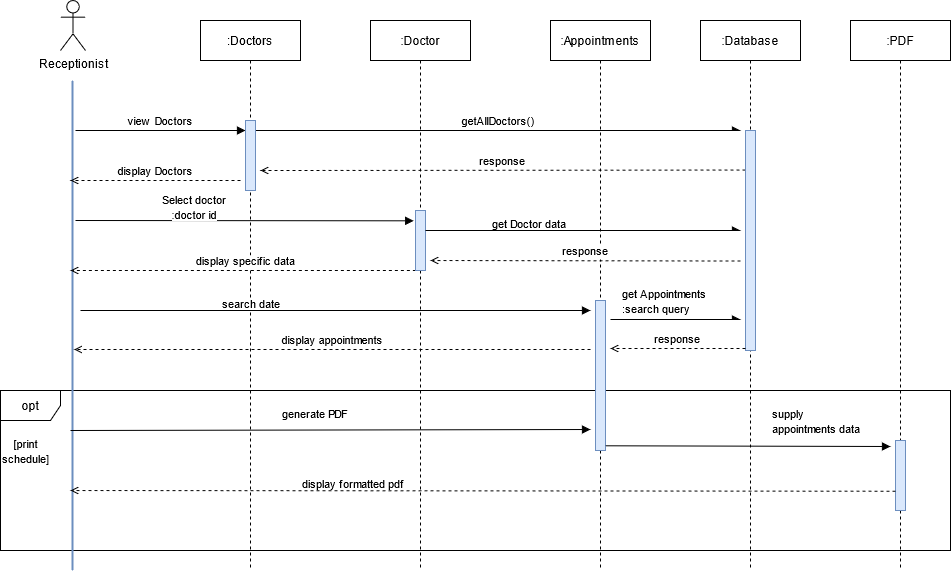 :Doctors
:Doctor
:Appointments
:Database
:PDF
Receptionist
view Doctors
getAllDoctors()
response
display Doctors
Select doctor
:doctor id
get Doctor data
response
display specific data
get Appointments
search date
:search query
display appointments
response
opt
generate PDF
supply
appointments data
[print
schedule]
display formatted pdf